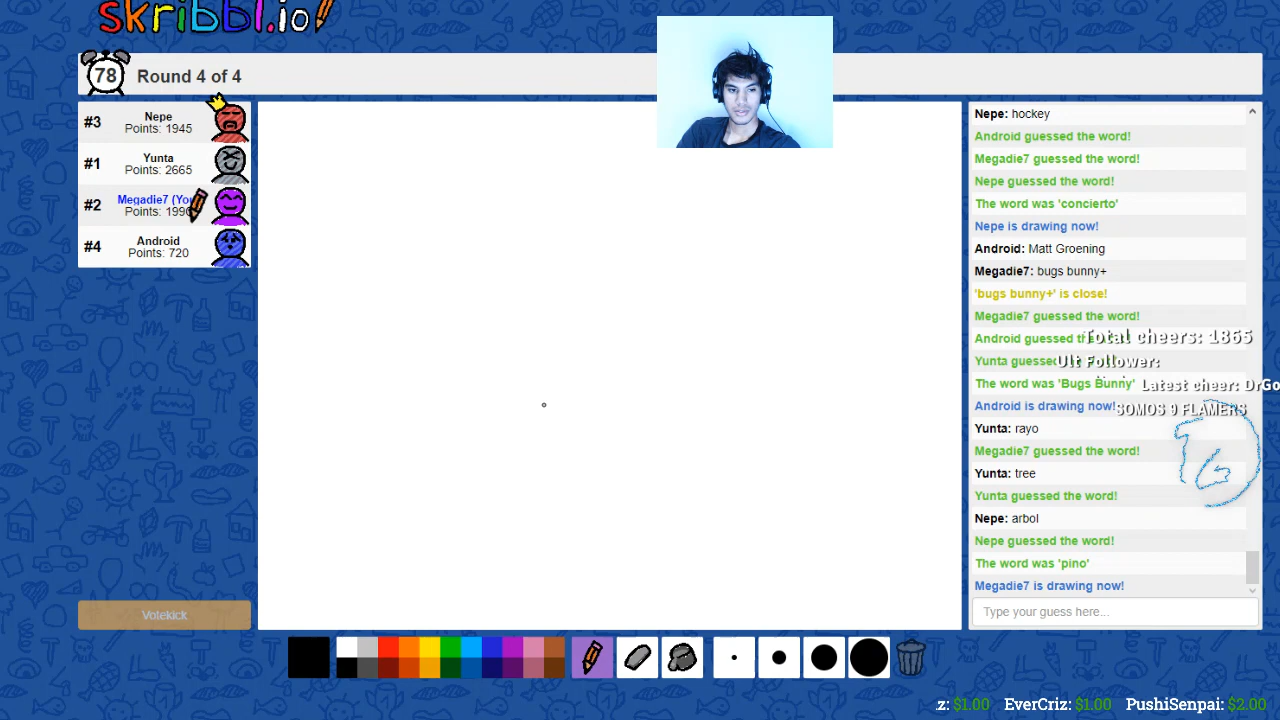 skribbl.io
78
Round 4 of 4
#3
Nepe
Points: 1945
#1
Yunta
Points: 2665
#2
Megadie7 (You
Points: 1990
#4
Android
Points: 720
Votekick
Nepe: hockey
Android guessed the word!
Megadie7 guessed the word!
Nepe guessed the word!
The word was 'concierto'
Nepe is drawing now!
Android: Matt Groening
Megadie7: bugs bunny+
'bugs bunny+' is close!
Megadie7 guessed the word!
Android guessed th
Total cheers: 1865
Yunta guesse
Ult Follower:
The word was 'Bugs Bunny'
Latest cheer: DrGo
Android is drawing now!
SOMOS 9 FLAMERS
Yunta: rayo
Megadie7 guessed the word!
Yunta: tree
Yunta guessed the word!
Nepe: arbol
Nepe guessed the word!
The word was 'pino'
Megadie7 is drawing now!
Type your guess here...
z: $1.00 EverCriz: $1.00 PushiSenpai: $2.00